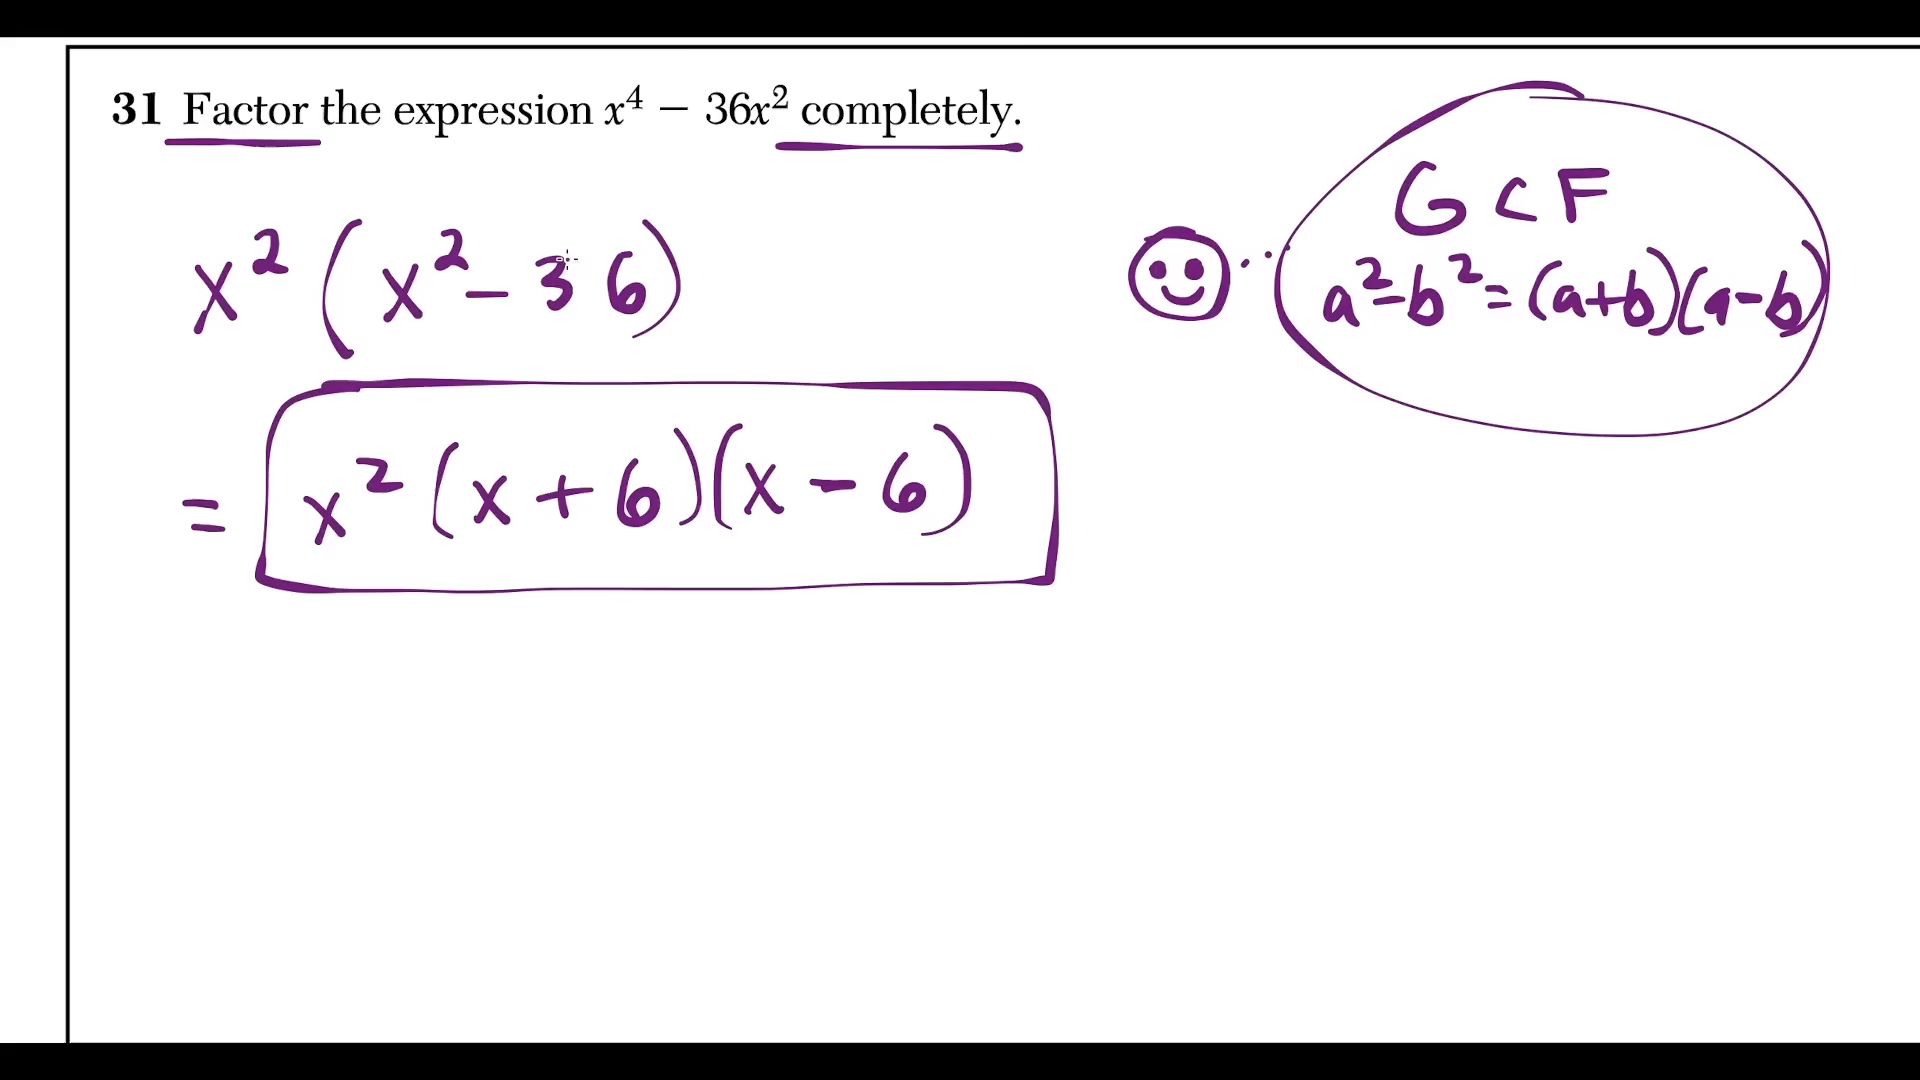 31 Factor the expression x⁴ − 36x² completely.
GCF
x² (x² − 36)
a² − b² = (a+b)(a−b)
= x² (x + 6)(x − 6)